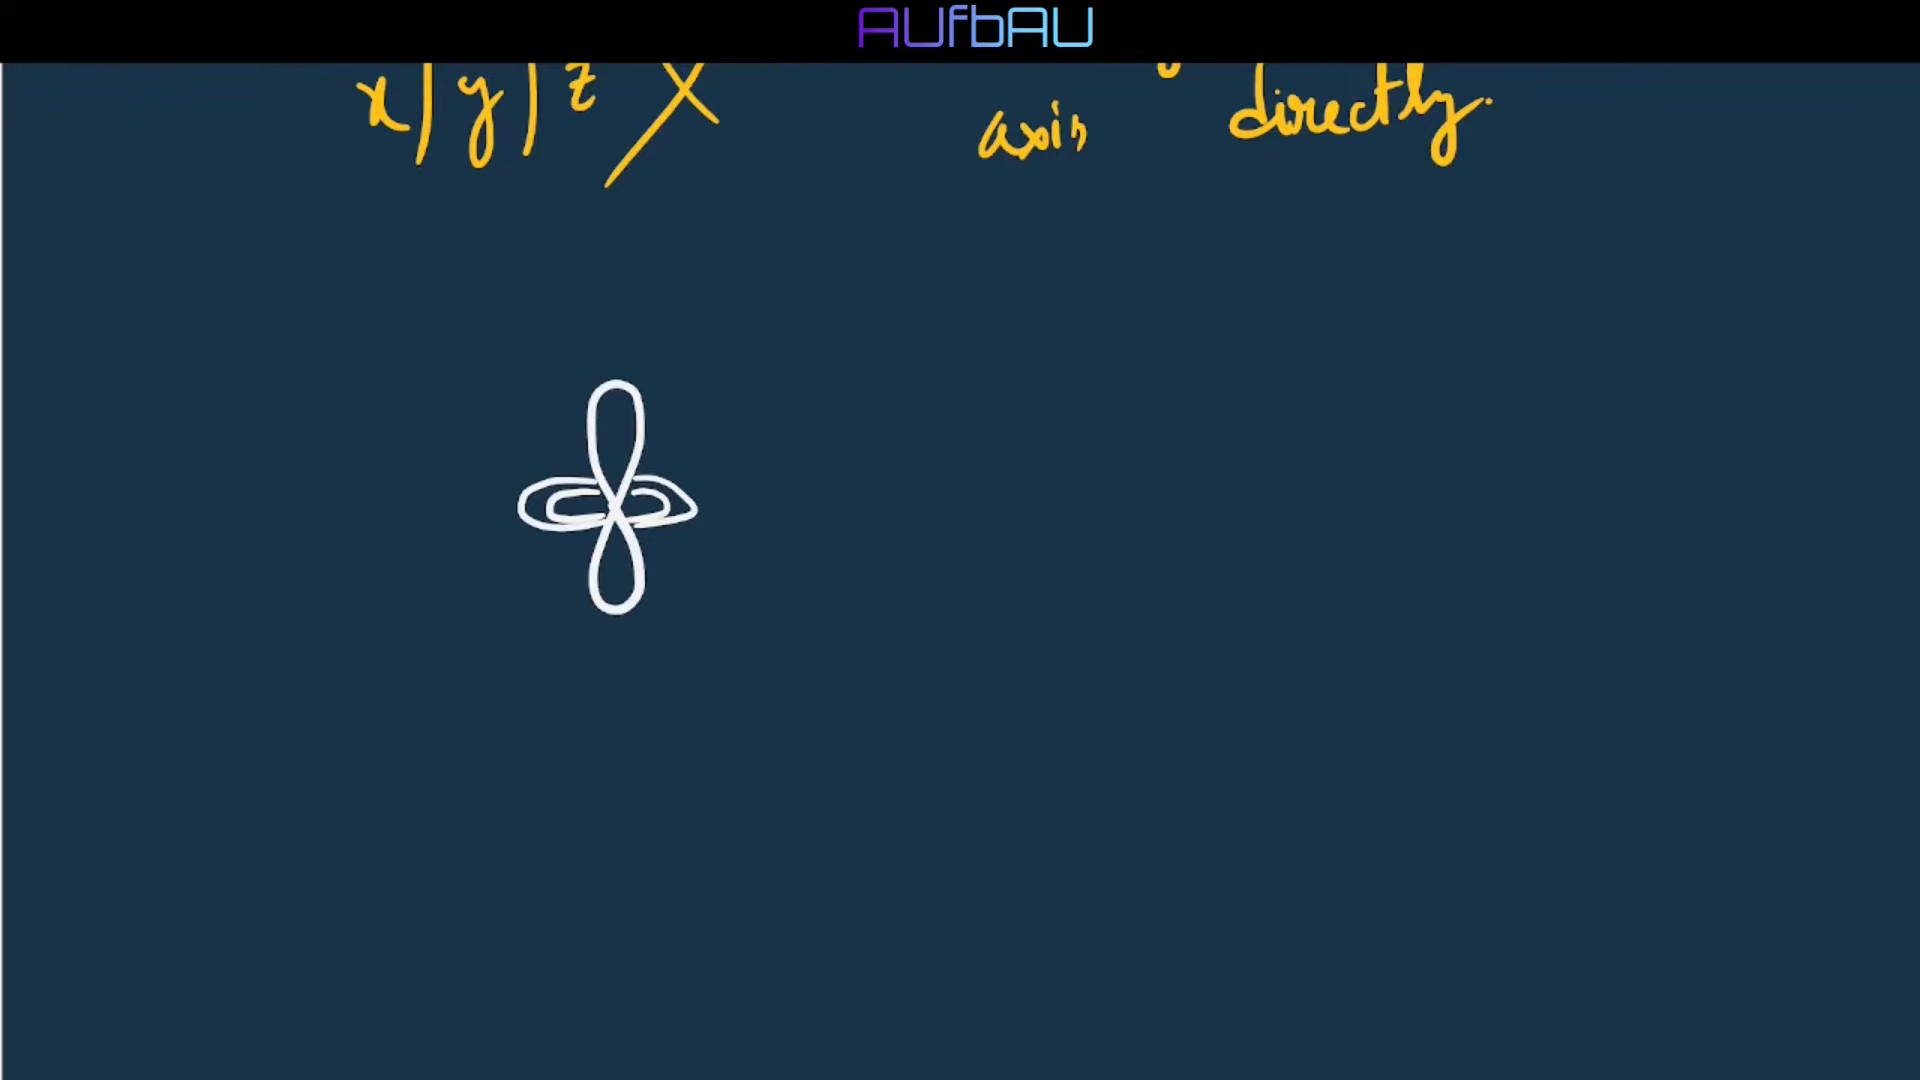 AUFBAU
x / y / z X
axis
directly.